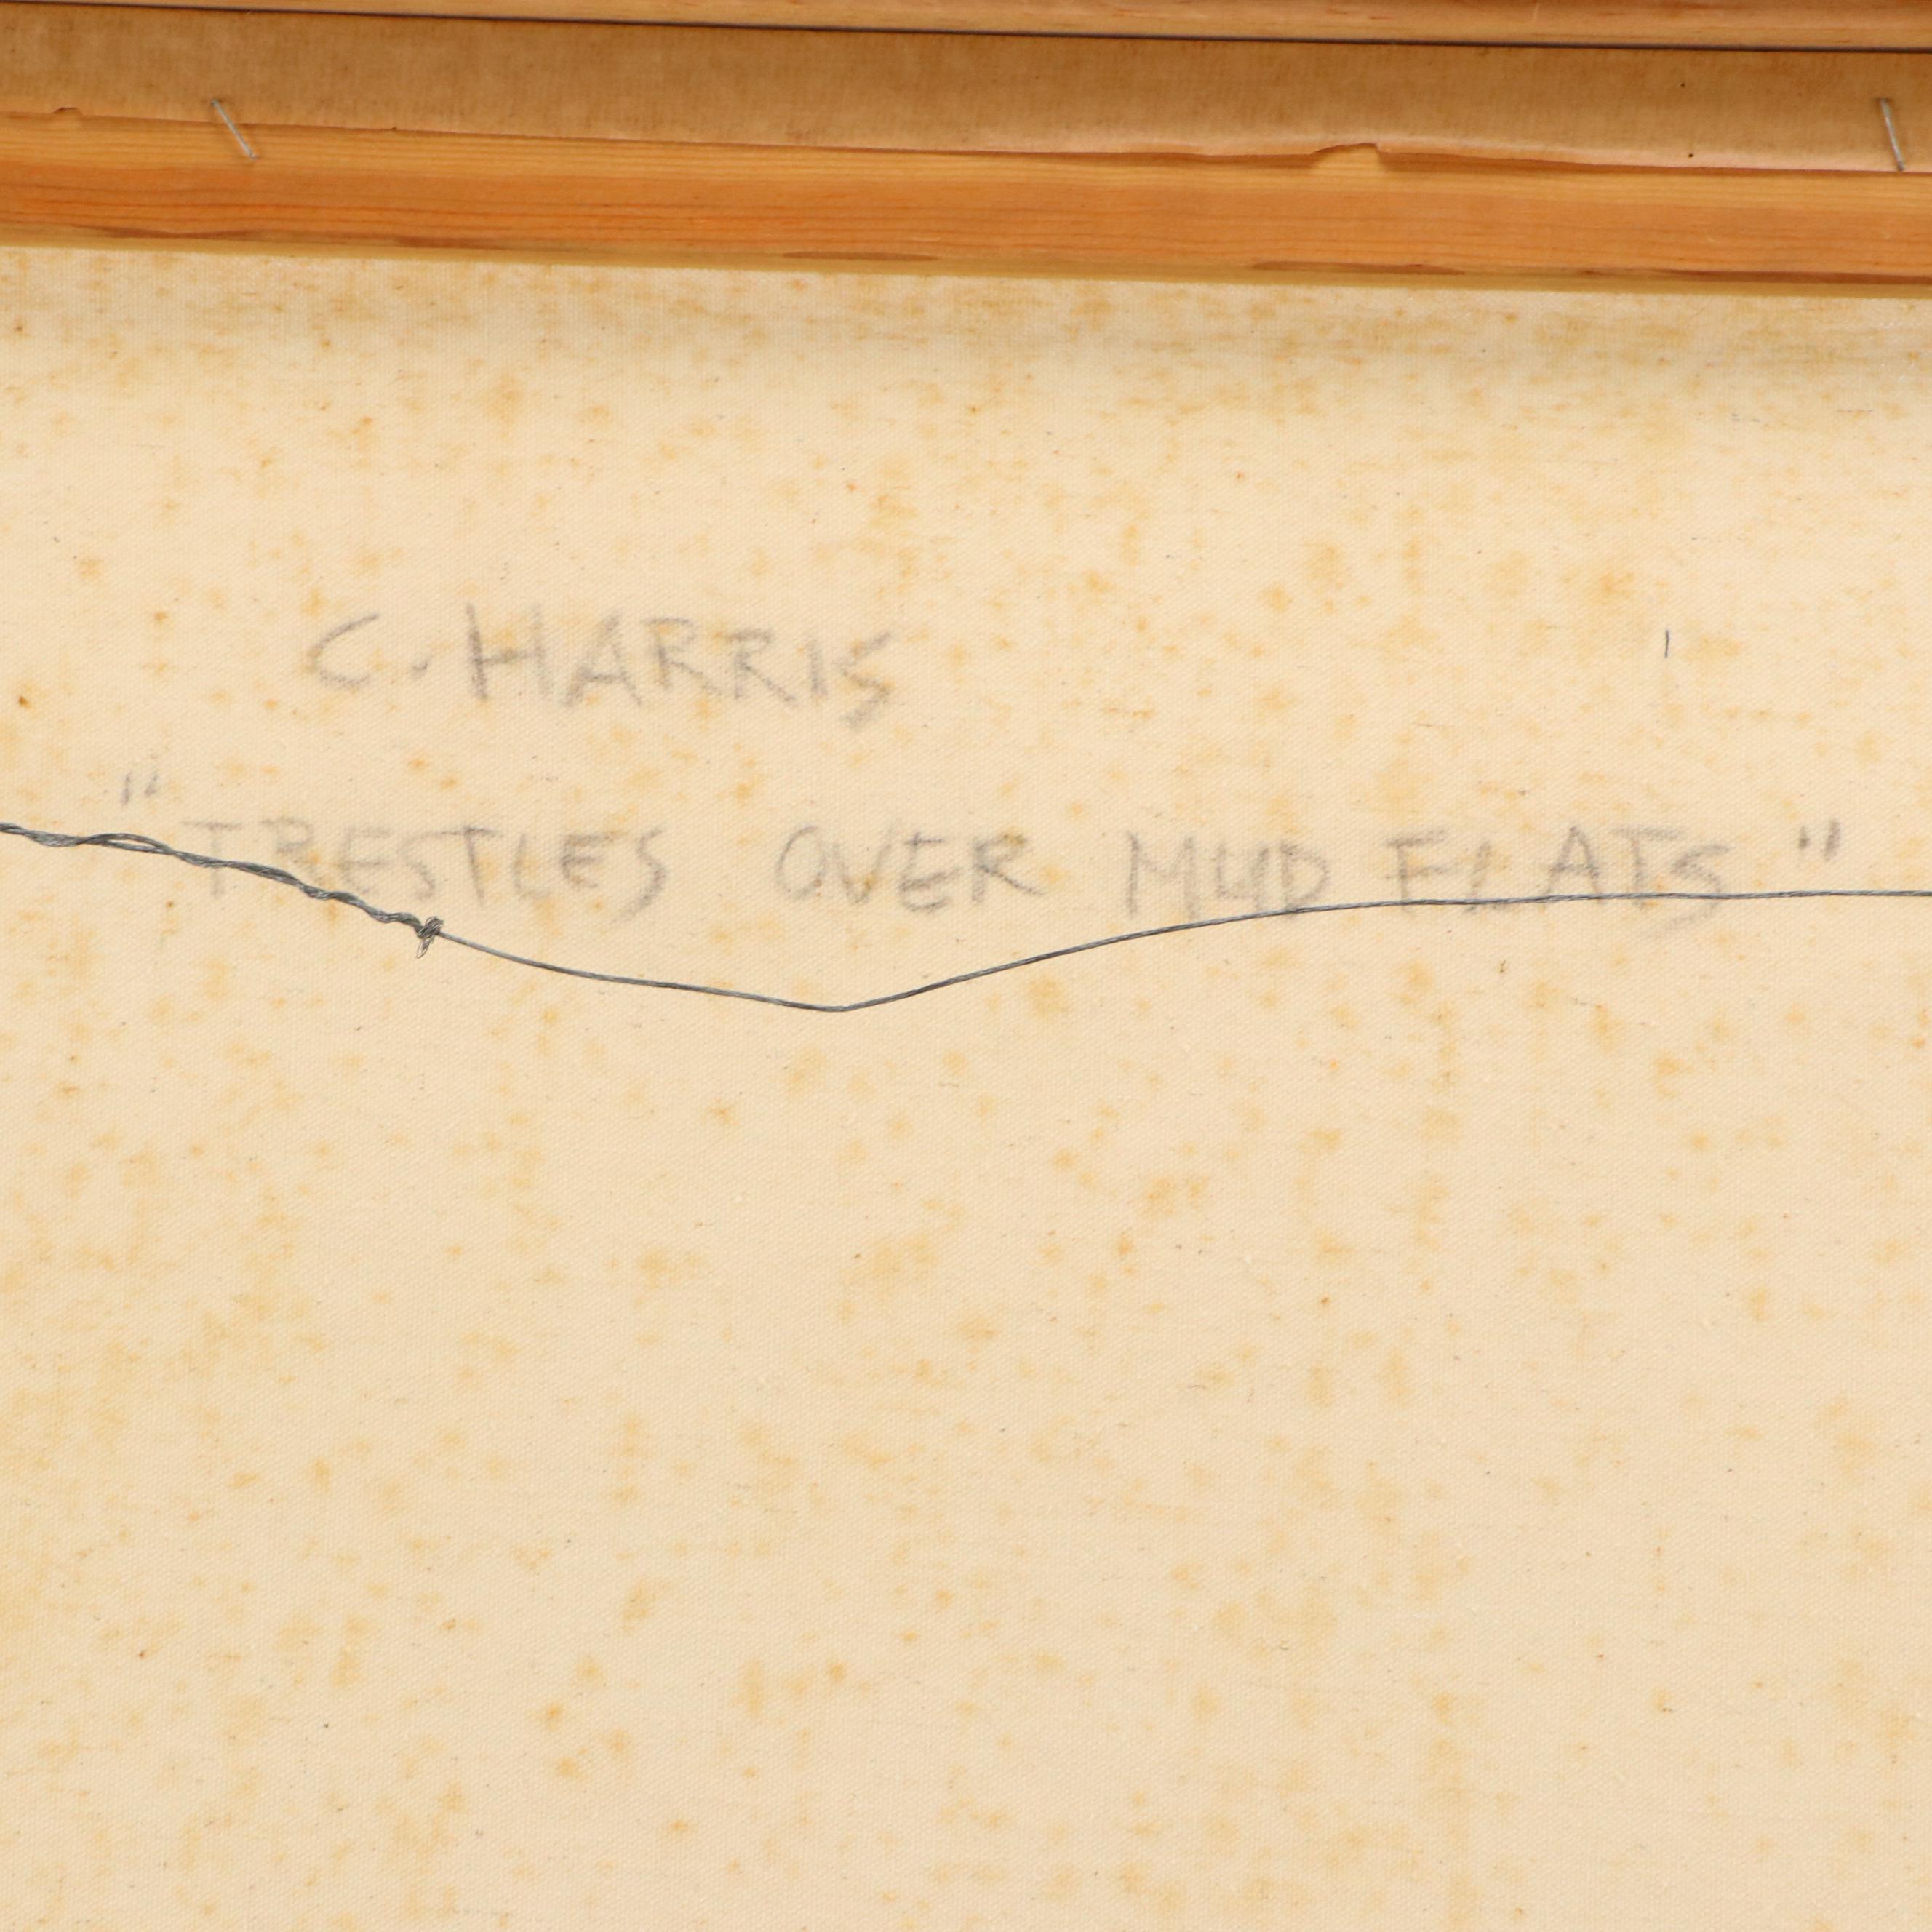 C. HARRIS
"TRESTLES OVER MUD FLATS"